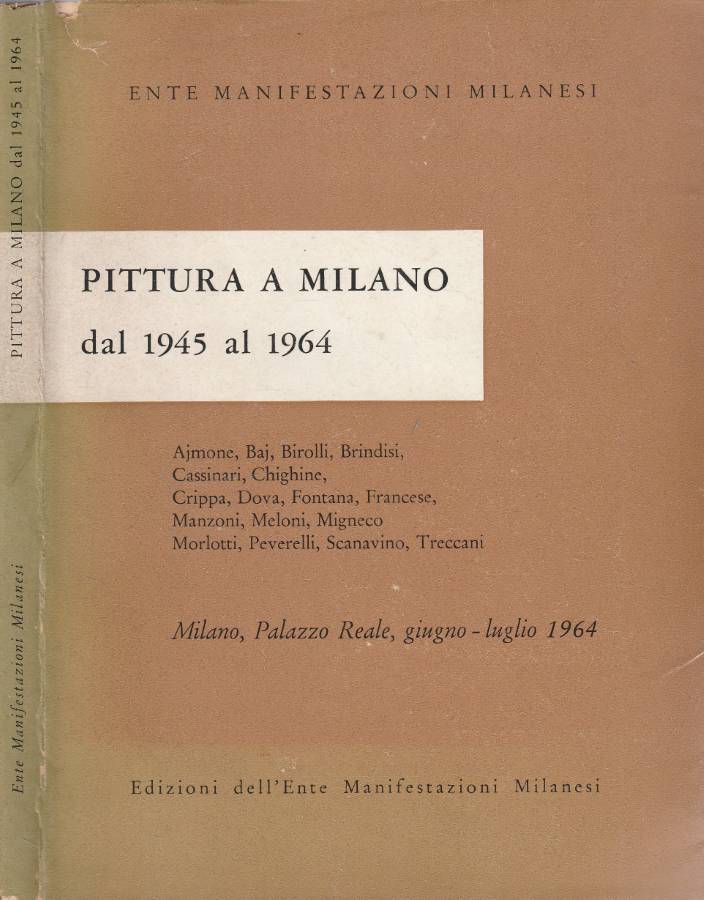 PITTURA A MILANO dal 1945 al 1964
Ente Manifestazioni Milanesi
ENTE MANIFESTAZIONI MILANESI
PITTURA A MILANO
dal 1945 al 1964
Ajmone, Baj, Birolli, Brindisi,
Cassinari, Chighine,
Crippa, Dova, Fontana, Francese,
Manzoni, Meloni, Migneco
Morlotti, Peverelli, Scanavino, Treccani
Milano, Palazzo Reale, giugno - luglio 1964
Edizioni dell'Ente Manifestazioni Milanesi